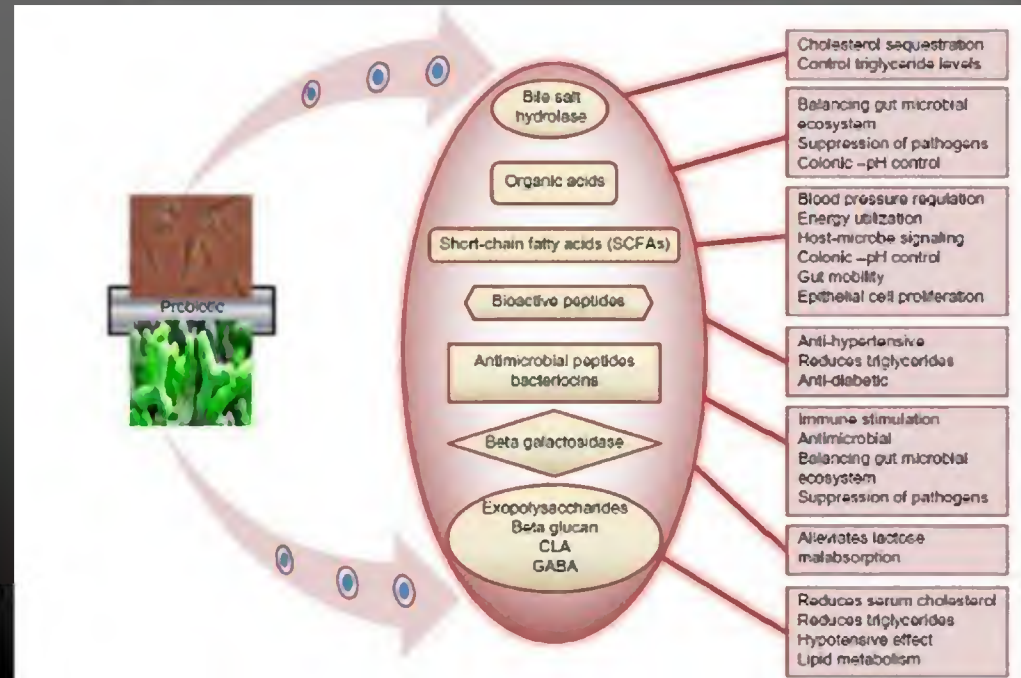 Probiotic
Bile salt
hydrolase
Organic acids
Short-chain fatty acids (SCFAs)
Bioactive peptides
Antimicrobial peptides
bacteriocins
Beta galactosidase
Exopolysaccharides
Beta glucan
CLA
GABA
Cholesterol sequestration
Control triglyceride levels
Balancing gut microbial
ecosystem
Suppression of pathogens
Colonic –pH control
Blood pressure regulation
Energy utilization
Host-microbe signaling
Colonic –pH control
Gut mobility
Epithelial cell proliferation
Anti-hypertensive
Reduces triglycerides
Anti-diabetic
Immune stimulation
Antimicrobial
Balancing gut microbial
ecosystem
Suppression of pathogens
Alleviates lactose
malabsorption
Reduces serum cholesterol
Reduces triglycerides
Hypotensive effect
Lipid metabolism